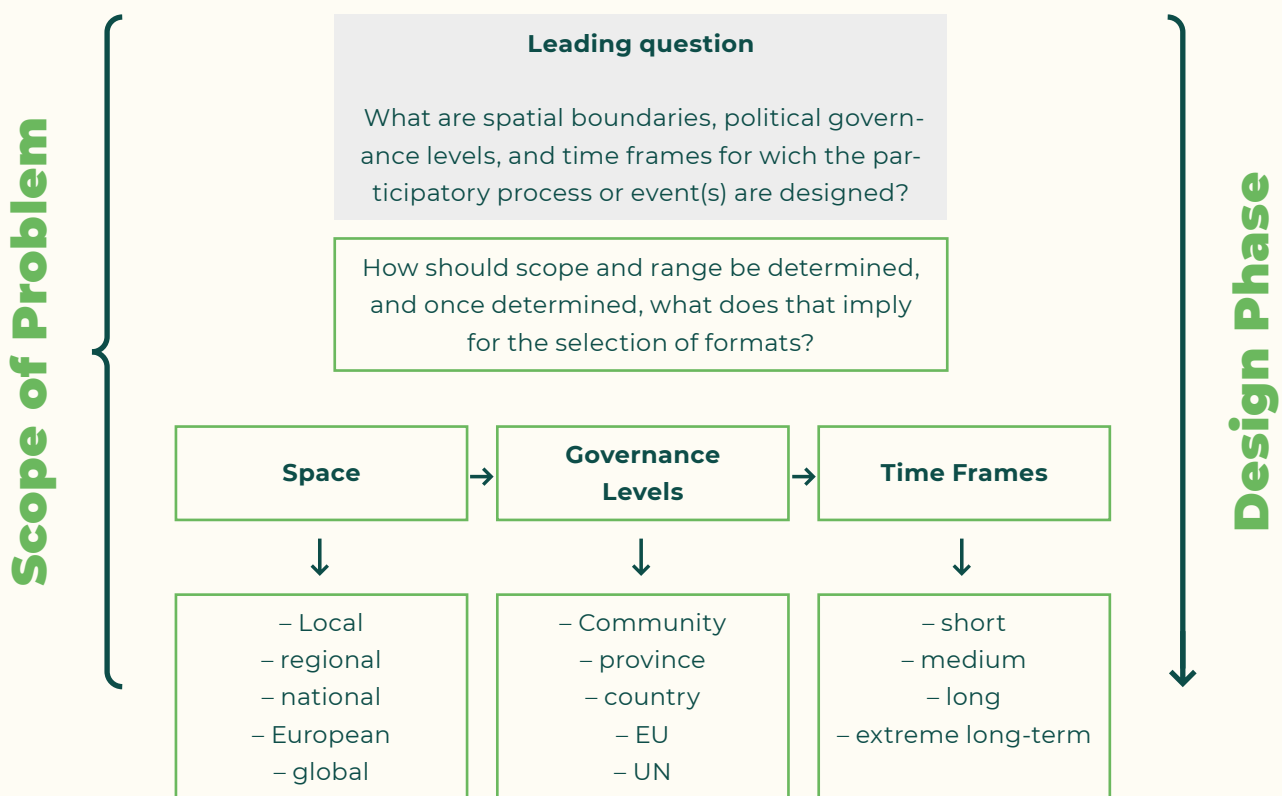 Scope of Problem
Leading question
What are spatial boundaries, political govern-
ance levels, and time frames for wich the par-
ticipatory process or event(s) are designed?
How should scope and range be determined,
and once determined, what does that imply
for the selection of formats?
Space
Governance
Levels
Time Frames
– Local
– regional
– national
– European
– global
– Community
– province
– country
– EU
– UN
– short
– medium
– long
– extreme long-term
Design Phase